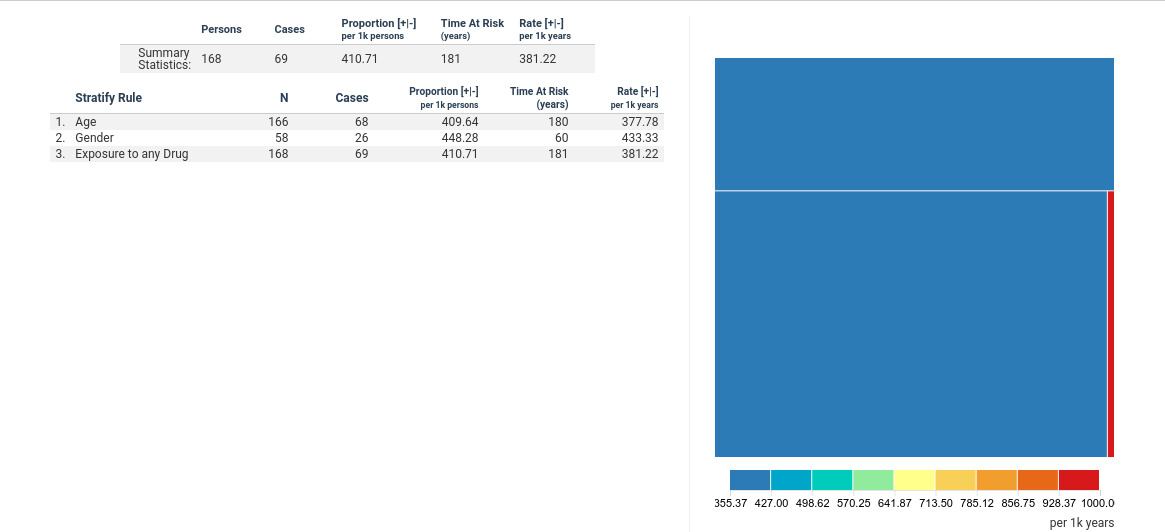 Persons Cases Proportion [+|-] Time At Risk Rate [+|-]
per 1k persons (years) per 1k years
Summary Statistics: 168 69 410.71 181 381.22
Stratify Rule N Cases Proportion [+|-] Time At Risk Rate [+|-]
per 1k persons (years) per 1k years
1. Age 166 68 409.64 180 377.78
2. Gender 58 26 448.28 60 433.33
3. Exposure to any Drug 168 69 410.71 181 381.22
355.37 427.00 498.62 570.25 641.87 713.50 785.12 856.75 928.37 1000.0
per 1k years